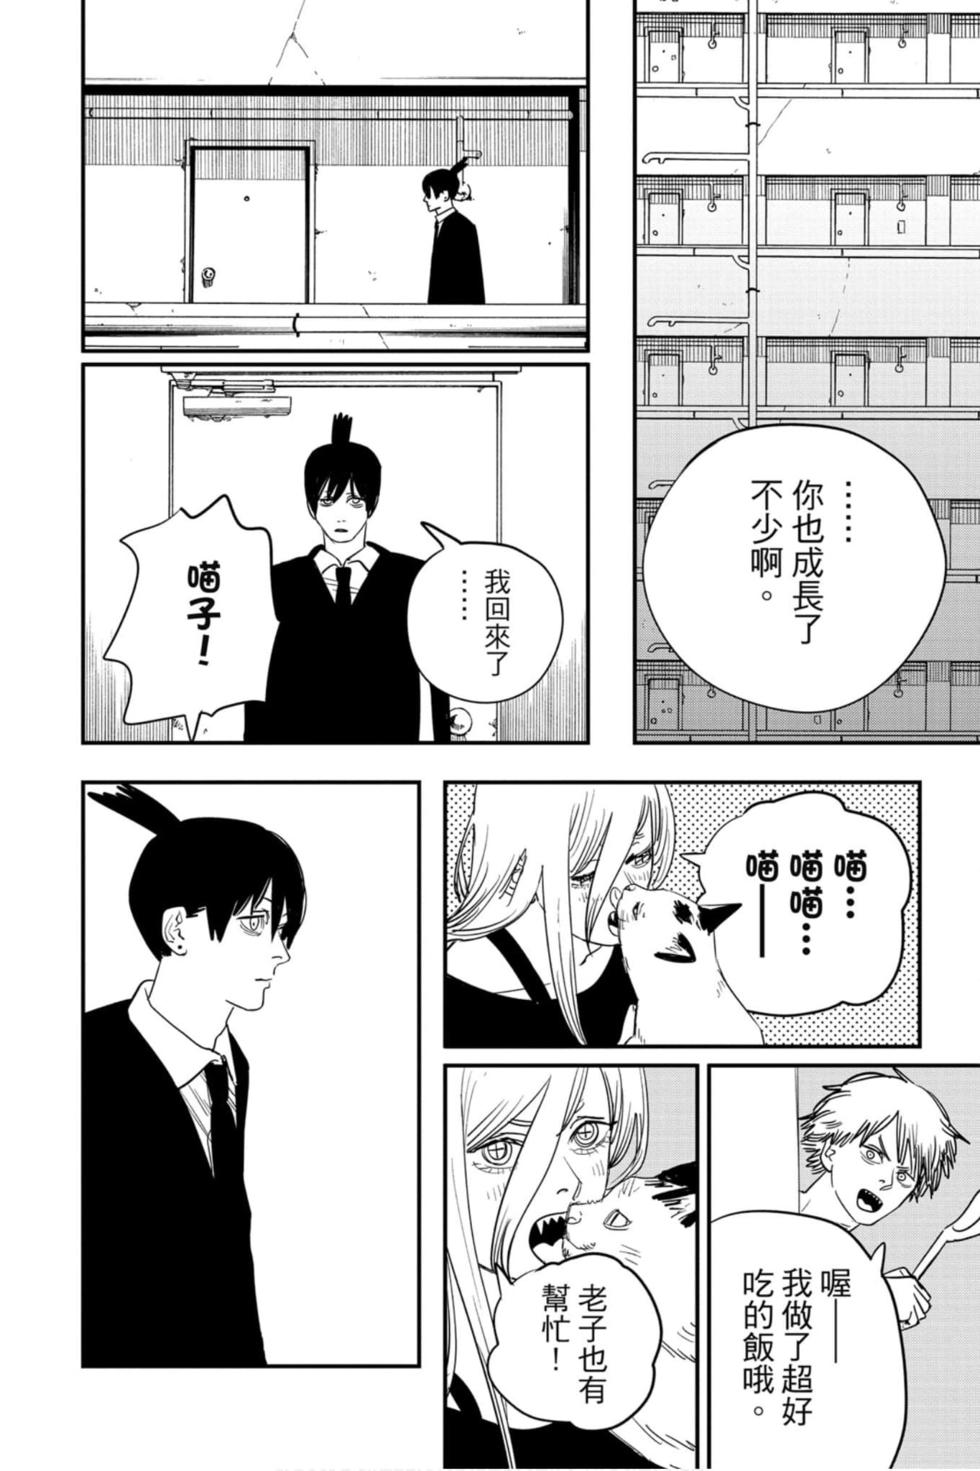 ……
你也成長了
不少啊。
我回來了
……
喵子！
喵…
喵喵…
喵——
喔——
我做了超好
吃的飯哦。
老子也有
幫忙！